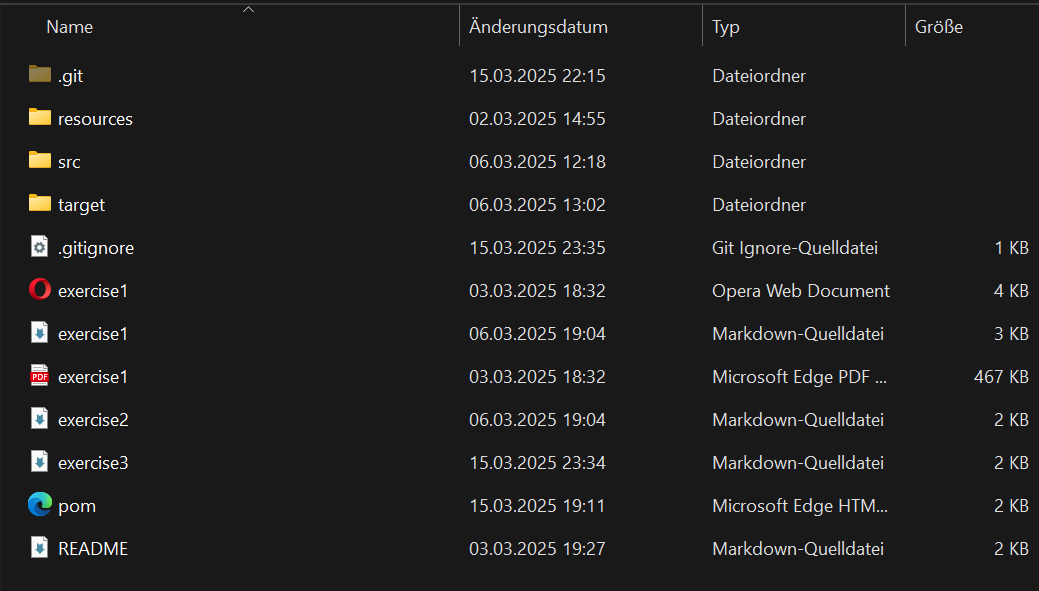 Name Änderungsdatum Typ Größe
.git 15.03.2025 22:15 Dateiordner
resources 02.03.2025 14:55 Dateiordner
src 06.03.2025 12:18 Dateiordner
target 06.03.2025 13:02 Dateiordner
.gitignore 15.03.2025 23:35 Git Ignore-Quelldatei 1 KB
exercise1 03.03.2025 18:32 Opera Web Document 4 KB
exercise1 06.03.2025 19:04 Markdown-Quelldatei 3 KB
PDF exercise1 03.03.2025 18:32 Microsoft Edge PDF ... 467 KB
exercise2 06.03.2025 19:04 Markdown-Quelldatei 2 KB
exercise3 15.03.2025 23:34 Markdown-Quelldatei 2 KB
pom 15.03.2025 19:11 Microsoft Edge HTM... 2 KB
README 03.03.2025 19:27 Markdown-Quelldatei 2 KB